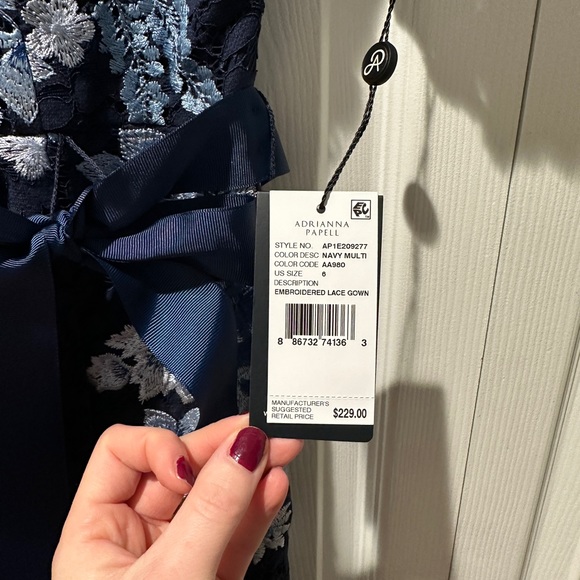 ADRIANNA
PAPELL
STYLE NO. AP1E209277
COLOR DESC NAVY MULTI
COLOR CODE AA980
US SIZE 6
DESCRIPTION
EMBROIDERED LACE GOWN
8 86732 74136 3
MANUFACTURER'S
SUGGESTED
RETAIL PRICE $229.00